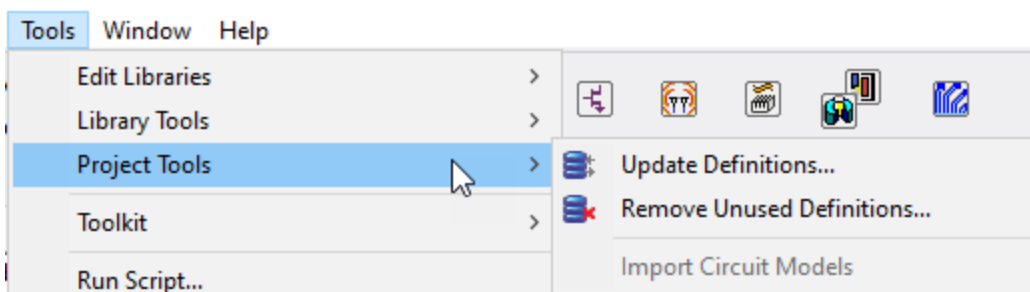 Tools Window Help
Edit Libraries
Library Tools
Project Tools
Update Definitions...
Remove Unused Definitions...
Toolkit
Import Circuit Models
Run Script...